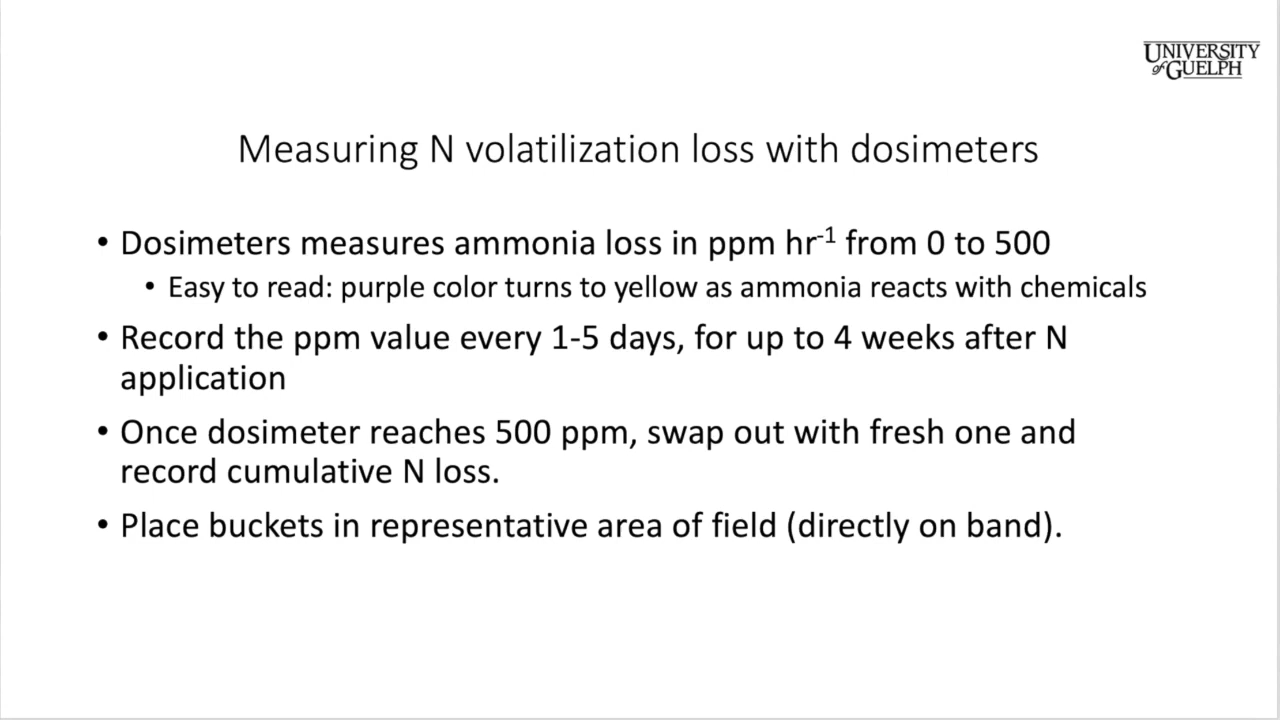 UNIVERSITY
of GUELPH
Measuring N volatilization loss with dosimeters
• Dosimeters measures ammonia loss in ppm hr⁻¹ from 0 to 500
• Easy to read: purple color turns to yellow as ammonia reacts with chemicals
• Record the ppm value every 1-5 days, for up to 4 weeks after N
application
• Once dosimeter reaches 500 ppm, swap out with fresh one and
record cumulative N loss.
• Place buckets in representative area of field (directly on band).